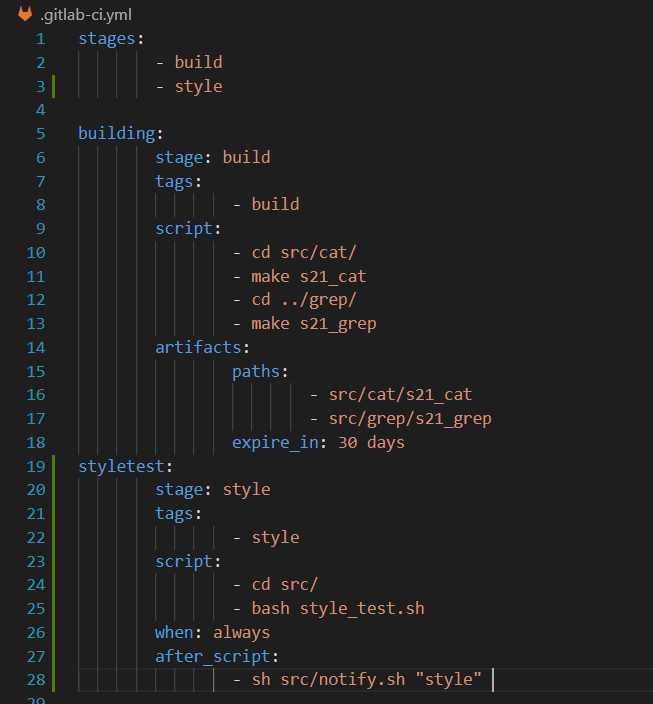 .gitlab-ci.yml
1 stages:
2 - build
3 - style
4
5 building:
6 stage: build
7 tags:
8 - build
9 script:
10 - cd src/cat/
11 - make s21_cat
12 - cd ../grep/
13 - make s21_grep
14 artifacts:
15 paths:
16 - src/cat/s21_cat
17 - src/grep/s21_grep
18 expire_in: 30 days
19 styletest:
20 stage: style
21 tags:
22 - style
23 script:
24 - cd src/
25 - bash style_test.sh
26 when: always
27 after_script:
28 - sh src/notify.sh "style"
29